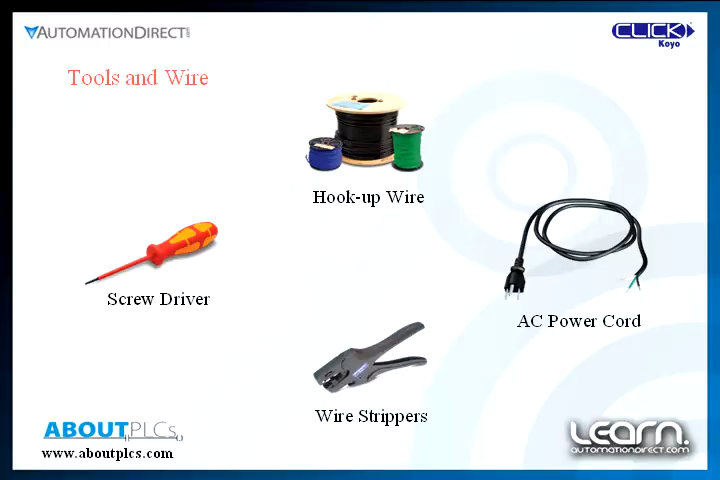 AUTOMATIONDIRECT
CLICK
Koyo
Tools and Wire
Hook-up Wire
Screw Driver
AC Power Cord
Wire Strippers
ABOUTPLCs
www.aboutplcs.com
LEARN.
AUTOMATIONDIRECT.COM